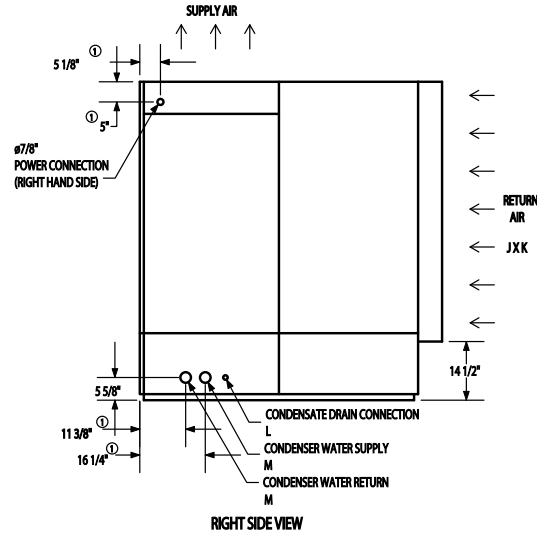 SUPPLY AIR
①
5 1/8"
①
5"
ø7/8"
POWER CONNECTION
(RIGHT HAND SIDE)
RETURN
AIR
J X K
14 1/2"
5 5/8"
①
11 3/8"
①
16 1/4"
CONDENSATE DRAIN CONNECTION
L
CONDENSER WATER SUPPLY
M
CONDENSER WATER RETURN
M
RIGHT SIDE VIEW